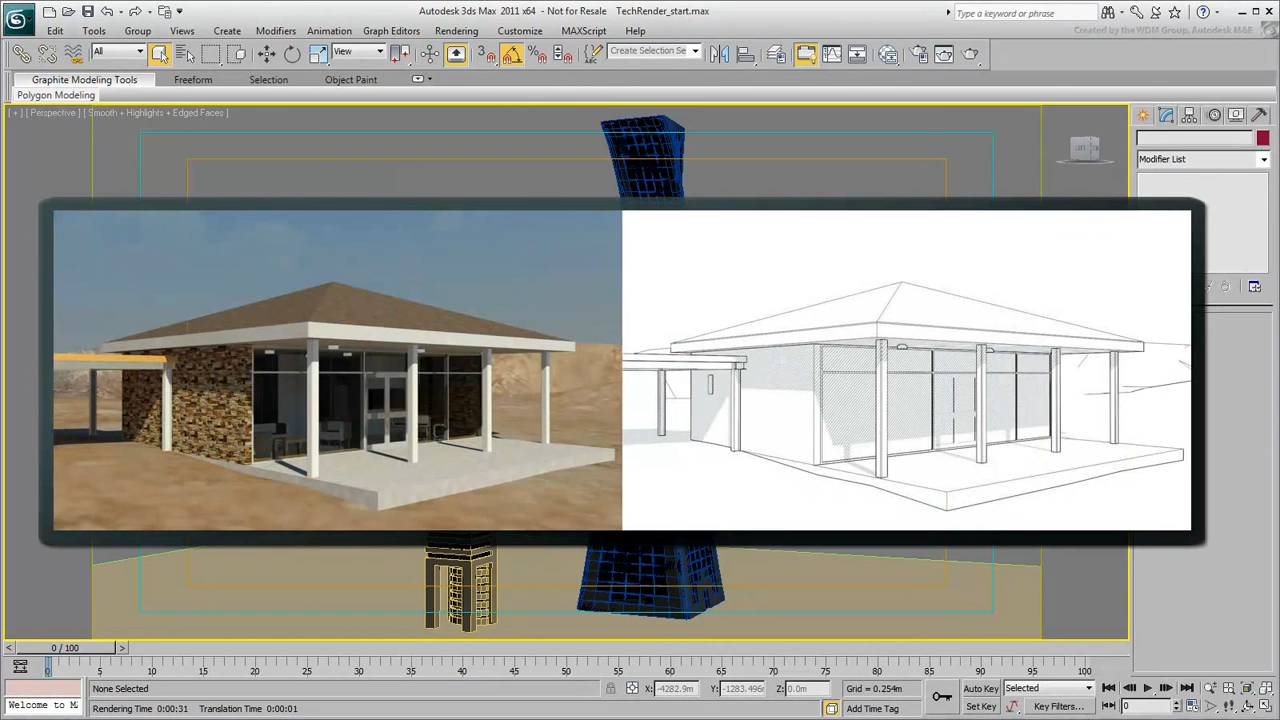 Autodesk 3ds Max 2011 x64 - Not for Resale TechRender_start.max
Type a keyword or phrase
Edit Tools Group Views Create Modifiers Animation Graph Editors Rendering Customize MAXScript Help
Created by the WDM Group, Autodesk M&E
All View 3 % Create Selection Se
Graphite Modeling Tools Freeform Selection Object Paint
Polygon Modeling
[ + ] [ Perspective ] [ Smooth + Highlights + Edged Faces ]
Modifier List
0 / 100
0 5 10 15 20 25 30 35 40 45 50 55 60 65 70 75 80 85 90 95 100
None Selected X: -4282.9m Y: -1283.496m Z: 0.0m Grid = 0.254m Auto Key Selected
Welcome to M Rendering Time 0:00:31 Translation Time 0:00:01 Add Time Tag Set Key Key Filters... 0